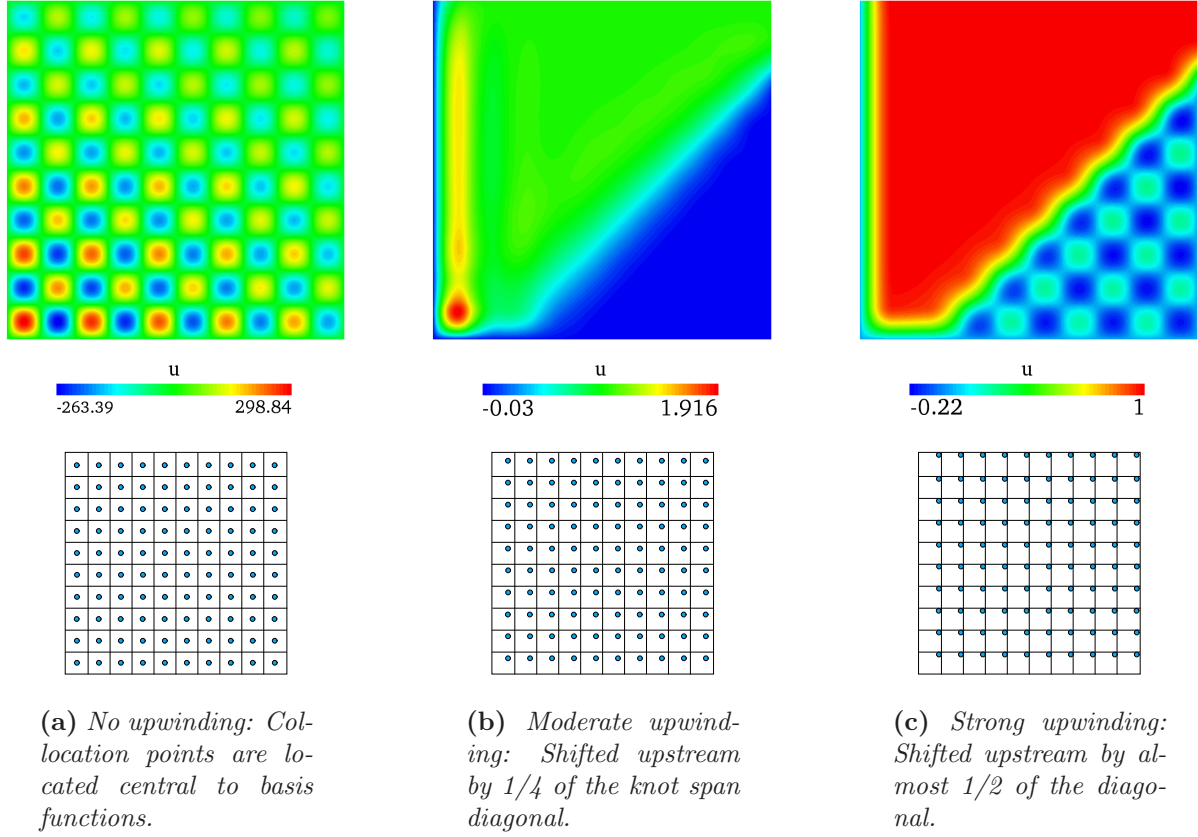 u
-263.39 298.84
u
-0.03 1.916
u
-0.22 1
(a) No upwinding: Col-
location points are lo-
cated central to basis
functions.
(b) Moderate upwind-
ing: Shifted upstream
by 1/4 of the knot span
diagonal.
(c) Strong upwinding:
Shifted upstream by al-
most 1/2 of the diago-
nal.